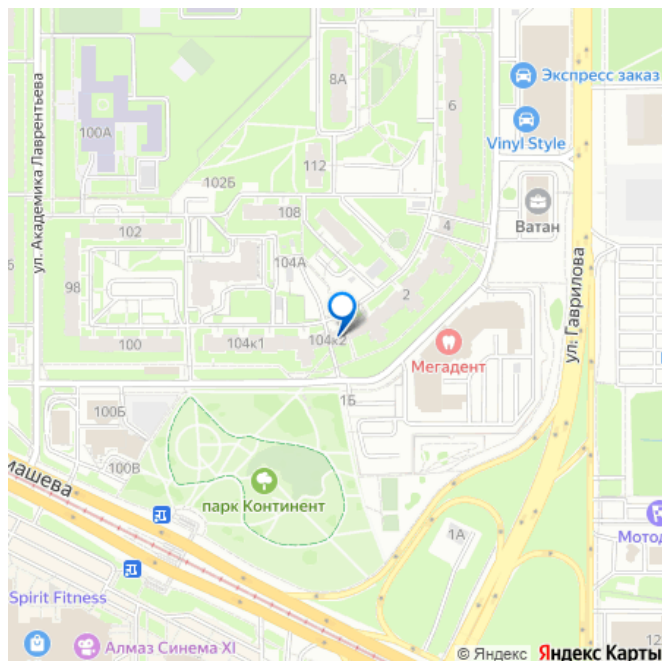 8А
Экспресс заказ
6
100А
Vinyl Style
ул. Академика Лаврентьева
112
102Б
108
Ватан
102
4
104А
ул. Гаврилова
98
2
100
104к1
104к2
Мегадент
1Б
100Б
100В
машева
парк Континент
1А
Мотод
Spirit Fitness
12
Алмаз Синема XI
© Яндекс Яндекс Карты